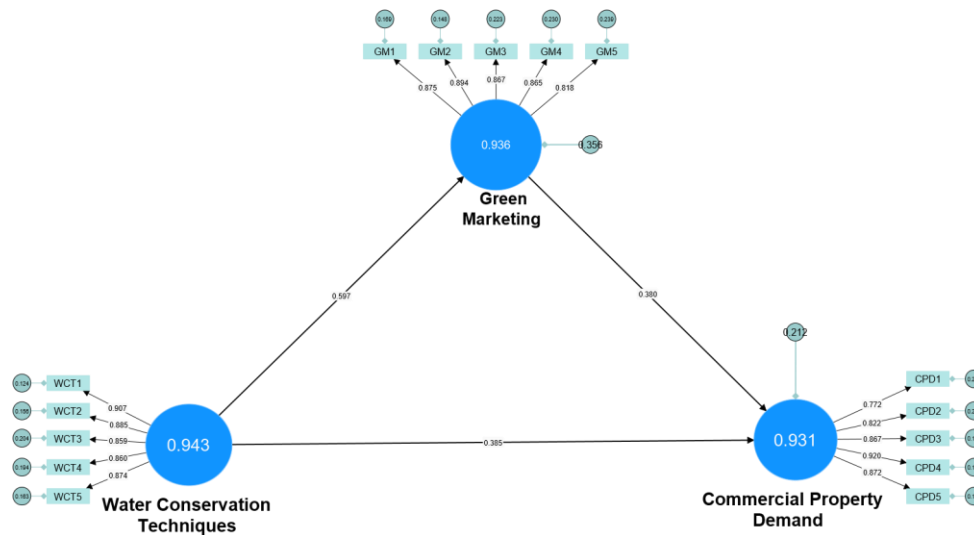 0.169 0.148 0.223 0.230 0.239
GM1 GM2 GM3 GM4 GM5
0.875 0.894 0.867 0.865 0.818
0.936
0.356
Green
Marketing
0.597
0.380
0.212
0.124 WCT1
0.907
WCT2
0.885
0.204 WCT3
0.859
0.194 WCT4
0.860
0.163 WCT5
0.874
0.943
0.385
Water Conservation
Techniques
0.931
CPD1
0.772
CPD2
0.822
CPD3
0.867
CPD4
0.920
CPD5
0.872
Commercial Property
Demand